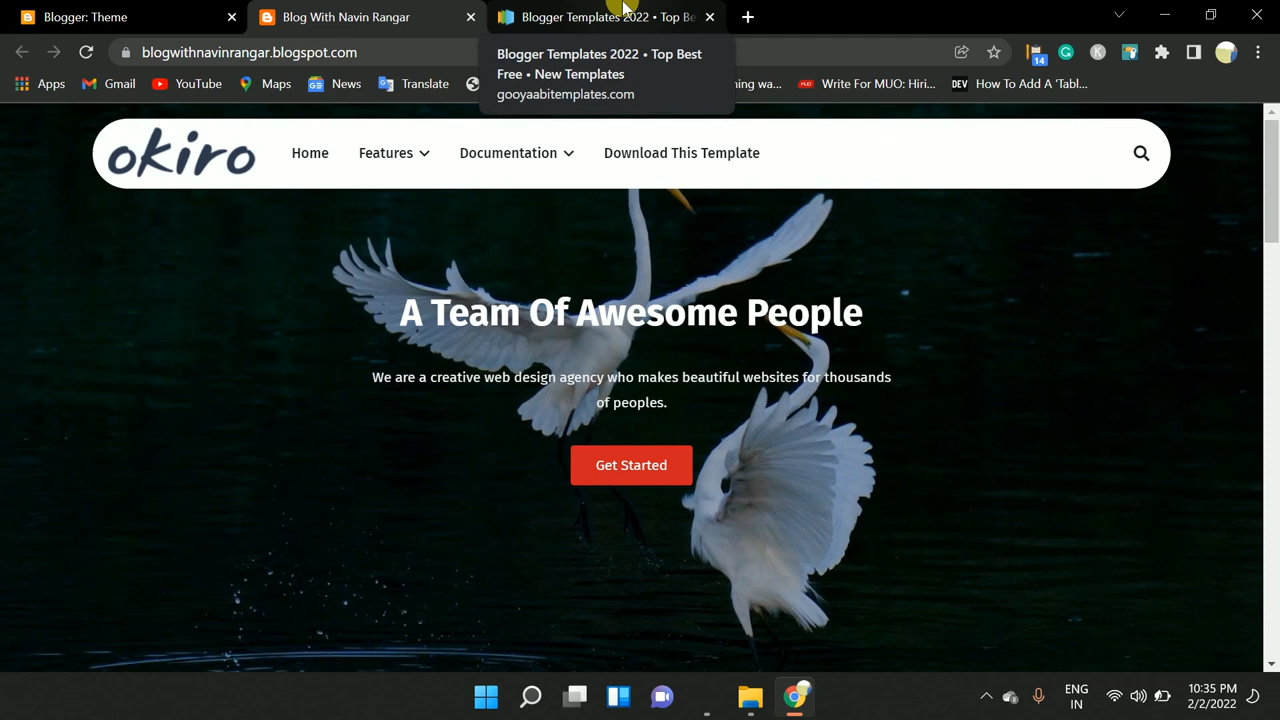 Blogger: Theme
Blog With Navin Rangar
Blogger Templates 2022 • Top Be
blogwithnavinrangar.blogspot.com
Blogger Templates 2022 • Top Best
Free • New Templates
gooyaabitemplates.com
14
K
Apps
Gmail
YouTube
Maps
News
Translate
ning wa...
Write For MUO: Hiri...
DEV
How To Add A 'Tabl...
okiro
Home
Features
Documentation
Download This Template
A Team Of Awesome People
We are a creative web design agency who makes beautiful websites for thousands
of peoples.
Get Started
ENG
IN
10:35 PM
2/2/2022